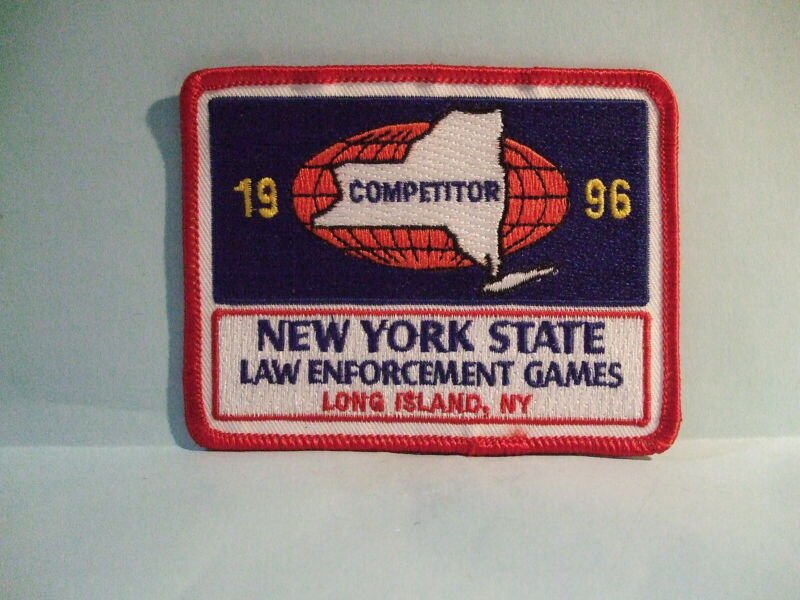 19 COMPETITOR 96
NEW YORK STATE
LAW ENFORCEMENT GAMES
LONG ISLAND, NY